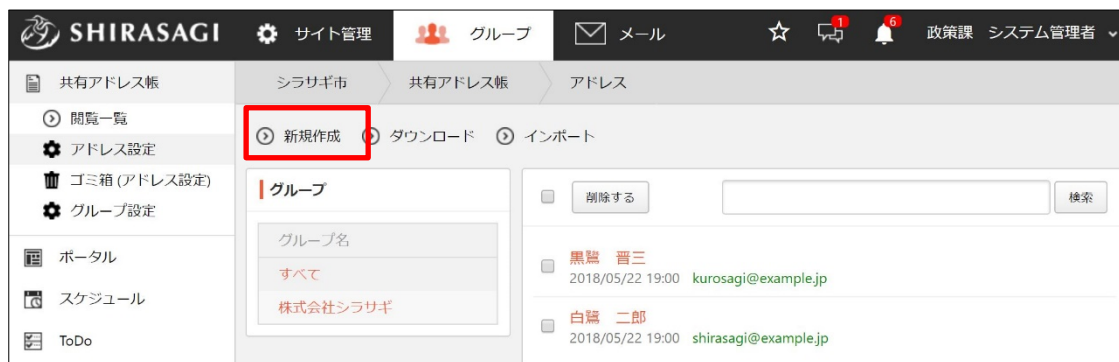 SHIRASAGI サイト管理 グループ メール 1 6 政策課 システム管理者
共有アドレス帳
閲覧一覧
アドレス設定
ゴミ箱 (アドレス設定)
グループ設定
ポータル
スケジュール
ToDo
シラサギ市 共有アドレス帳 アドレス
新規作成 ダウンロード インポート
グループ
グループ名
すべて
株式会社シラサギ
削除する 検索
黒鷺 晋三
2018/05/22 19:00 kurosagi@example.jp
白鷺 二郎
2018/05/22 19:00 shirasagi@example.jp